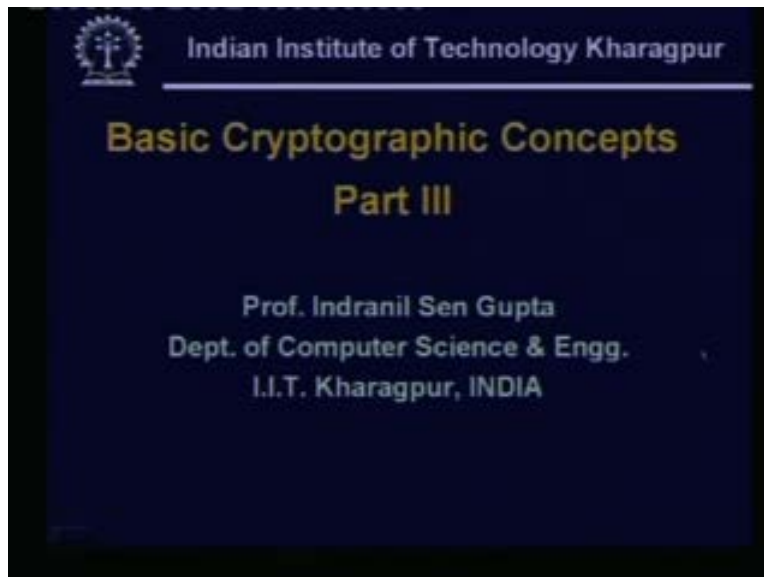 Indian Institute of Technology Kharagpur
Basic Cryptographic Concepts
Part III
Prof. Indranil Sen Gupta
Dept. of Computer Science & Engg.
I.I.T. Kharagpur, INDIA